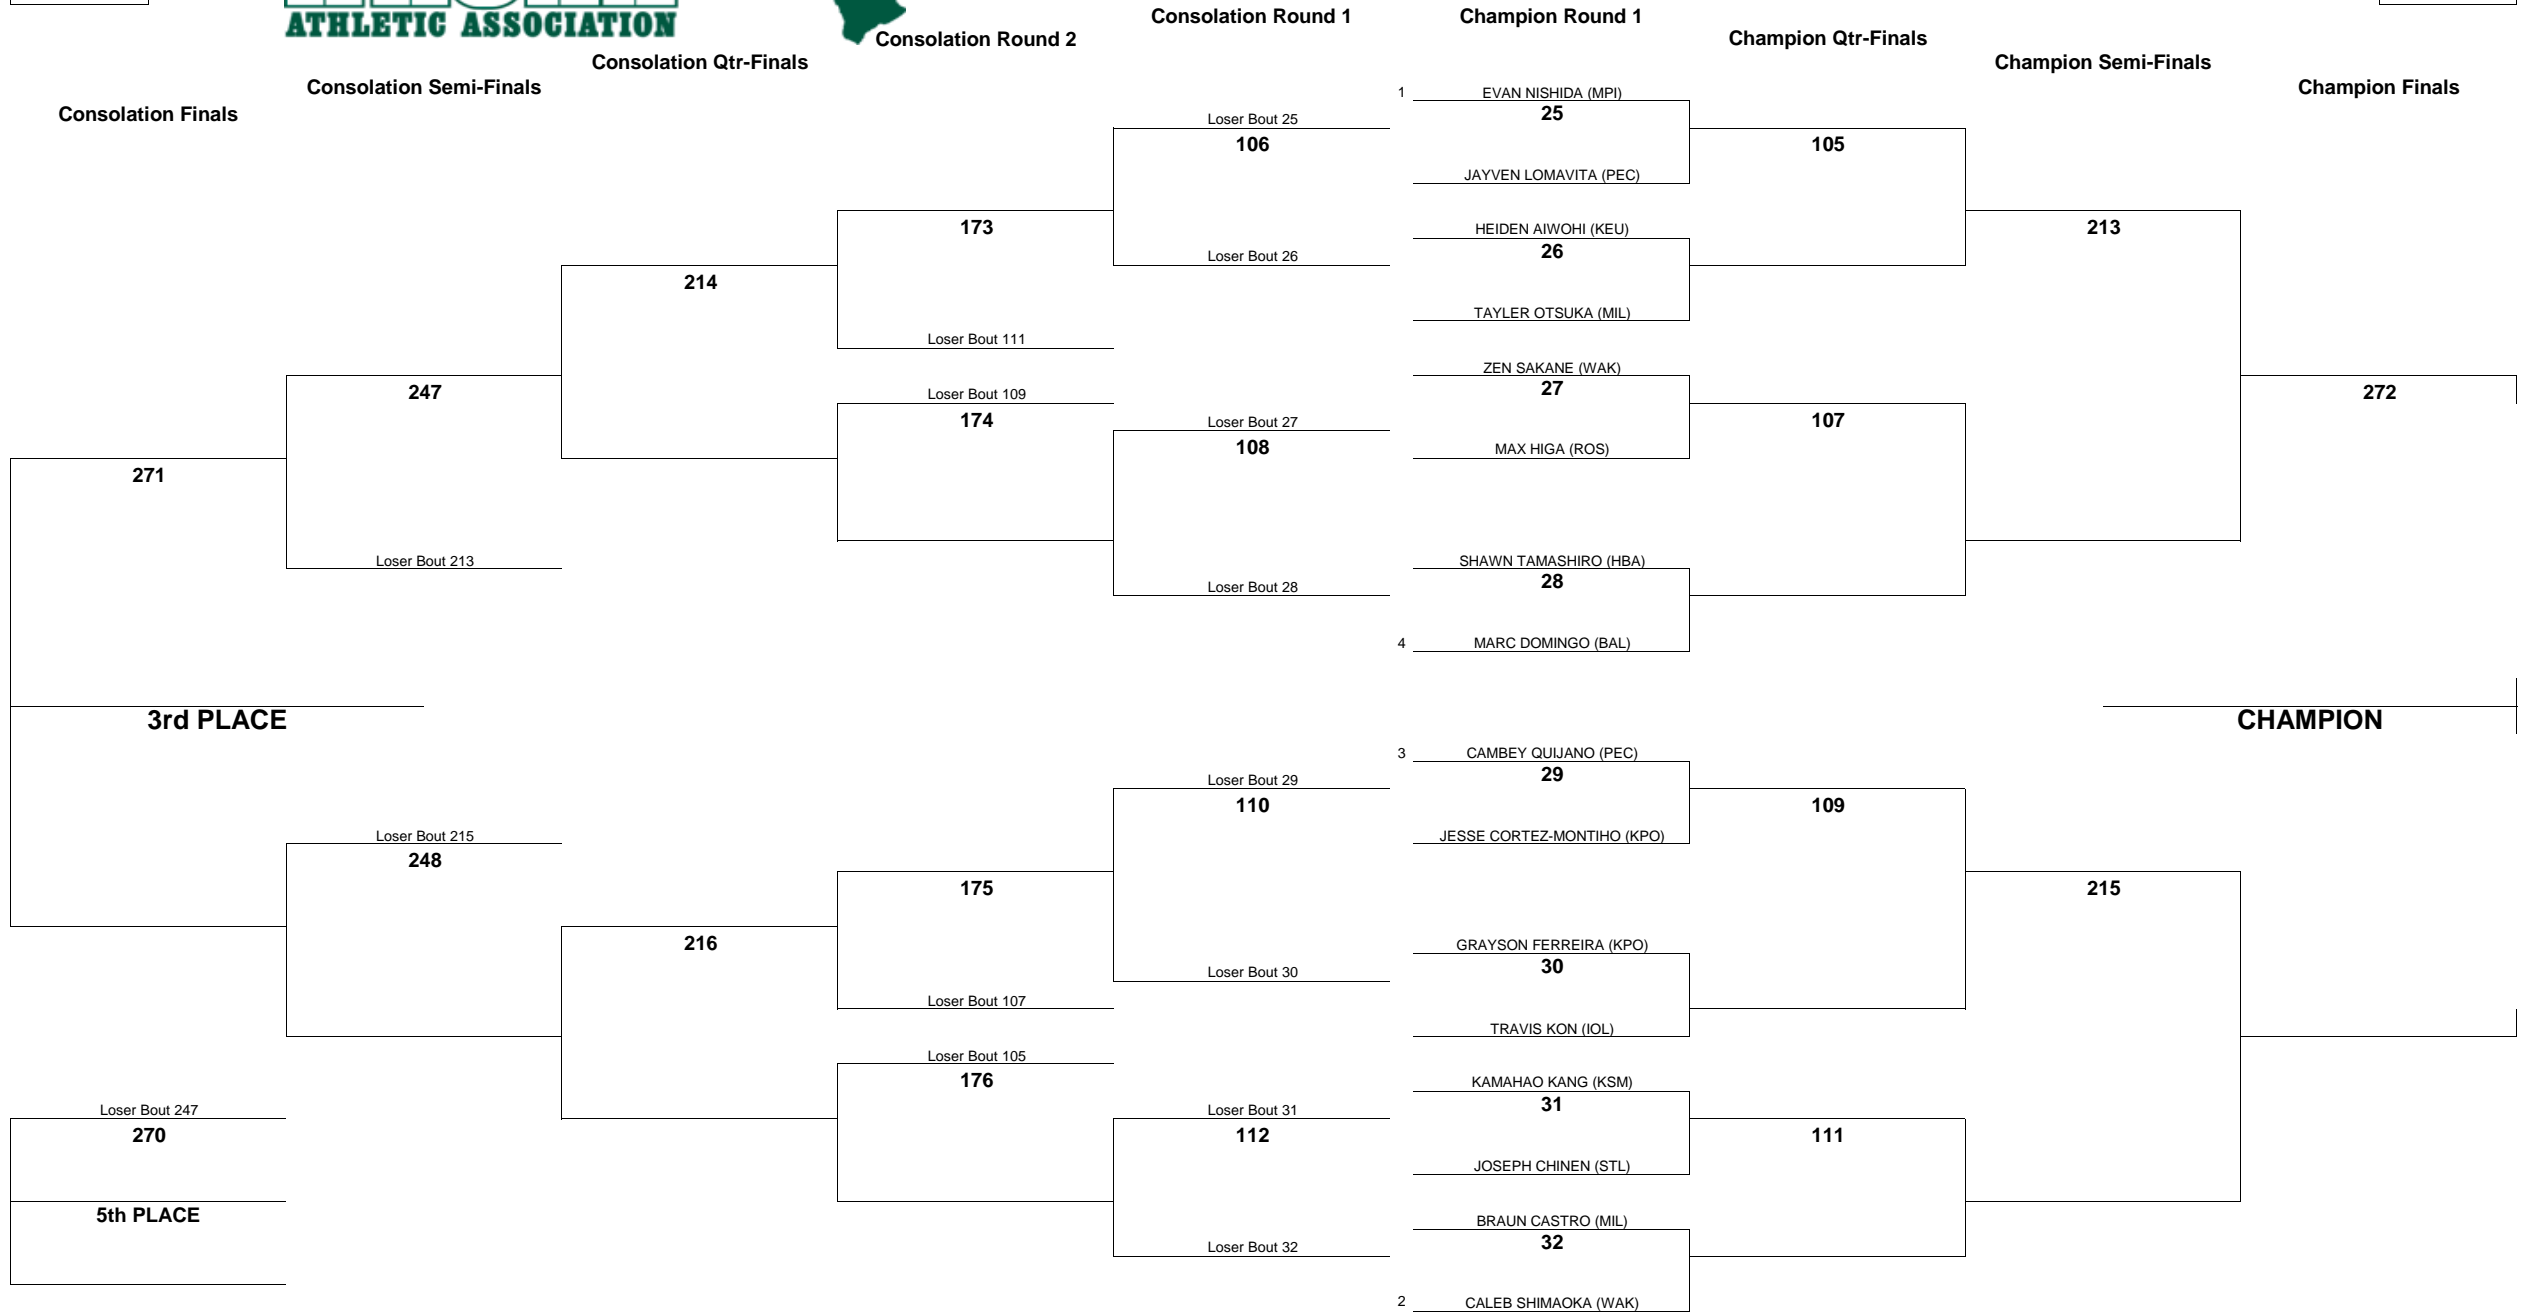 ATHLETIC ASSOCIATION
Consolation Round 1
Champion Round 1
Consolation Round 2
Champion Qtr-Finals
Consolation Qtr-Finals
Champion Semi-Finals
Consolation Semi-Finals
Champion Finals
Consolation Finals
1 EVAN NISHIDA (MPI)
25
JAYVEN LOMAVITA (PEC)
HEIDEN AIWOHI (KEU)
26
TAYLER OTSUKA (MIL)
ZEN SAKANE (WAK)
27
MAX HIGA (ROS)
SHAWN TAMASHIRO (HBA)
28
4 MARC DOMINGO (BAL)
3 CAMBEY QUIJANO (PEC)
29
JESSE CORTEZ-MONTIHO (KPO)
GRAYSON FERREIRA (KPO)
30
TRAVIS KON (IOL)
KAMAHAO KANG (KSM)
31
JOSEPH CHINEN (STL)
BRAUN CASTRO (MIL)
32
2 CALEB SHIMAOKA (WAK)
105
107
109
111
213
215
272
CHAMPION
Loser Bout 25
106
Loser Bout 26
Loser Bout 27
108
Loser Bout 28
Loser Bout 29
110
Loser Bout 30
Loser Bout 31
112
Loser Bout 32
173
Loser Bout 111
Loser Bout 109
174
175
Loser Bout 107
Loser Bout 105
176
214
216
247
Loser Bout 213
Loser Bout 215
248
271
3rd PLACE
Loser Bout 247
270
5th PLACE